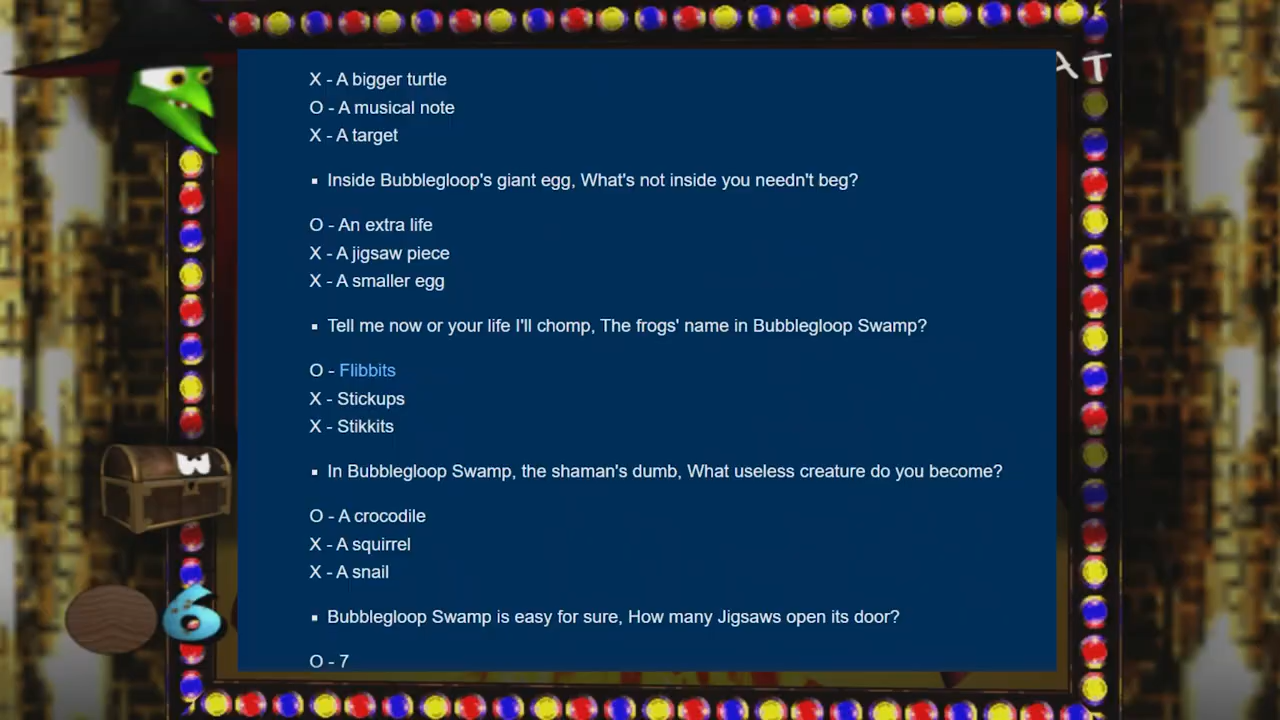 AT
X - A bigger turtle
O - A musical note
X - A target
▪ Inside Bubblegloop's giant egg, What's not inside you needn't beg?
O - An extra life
X - A jigsaw piece
X - A smaller egg
▪ Tell me now or your life I'll chomp, The frogs' name in Bubblegloop Swamp?
O - Flibbits
X - Stickups
X - Stikkits
▪ In Bubblegloop Swamp, the shaman's dumb, What useless creature do you become?
O - A crocodile
X - A squirrel
X - A snail
▪ Bubblegloop Swamp is easy for sure, How many Jigsaws open its door?
6
O - 7